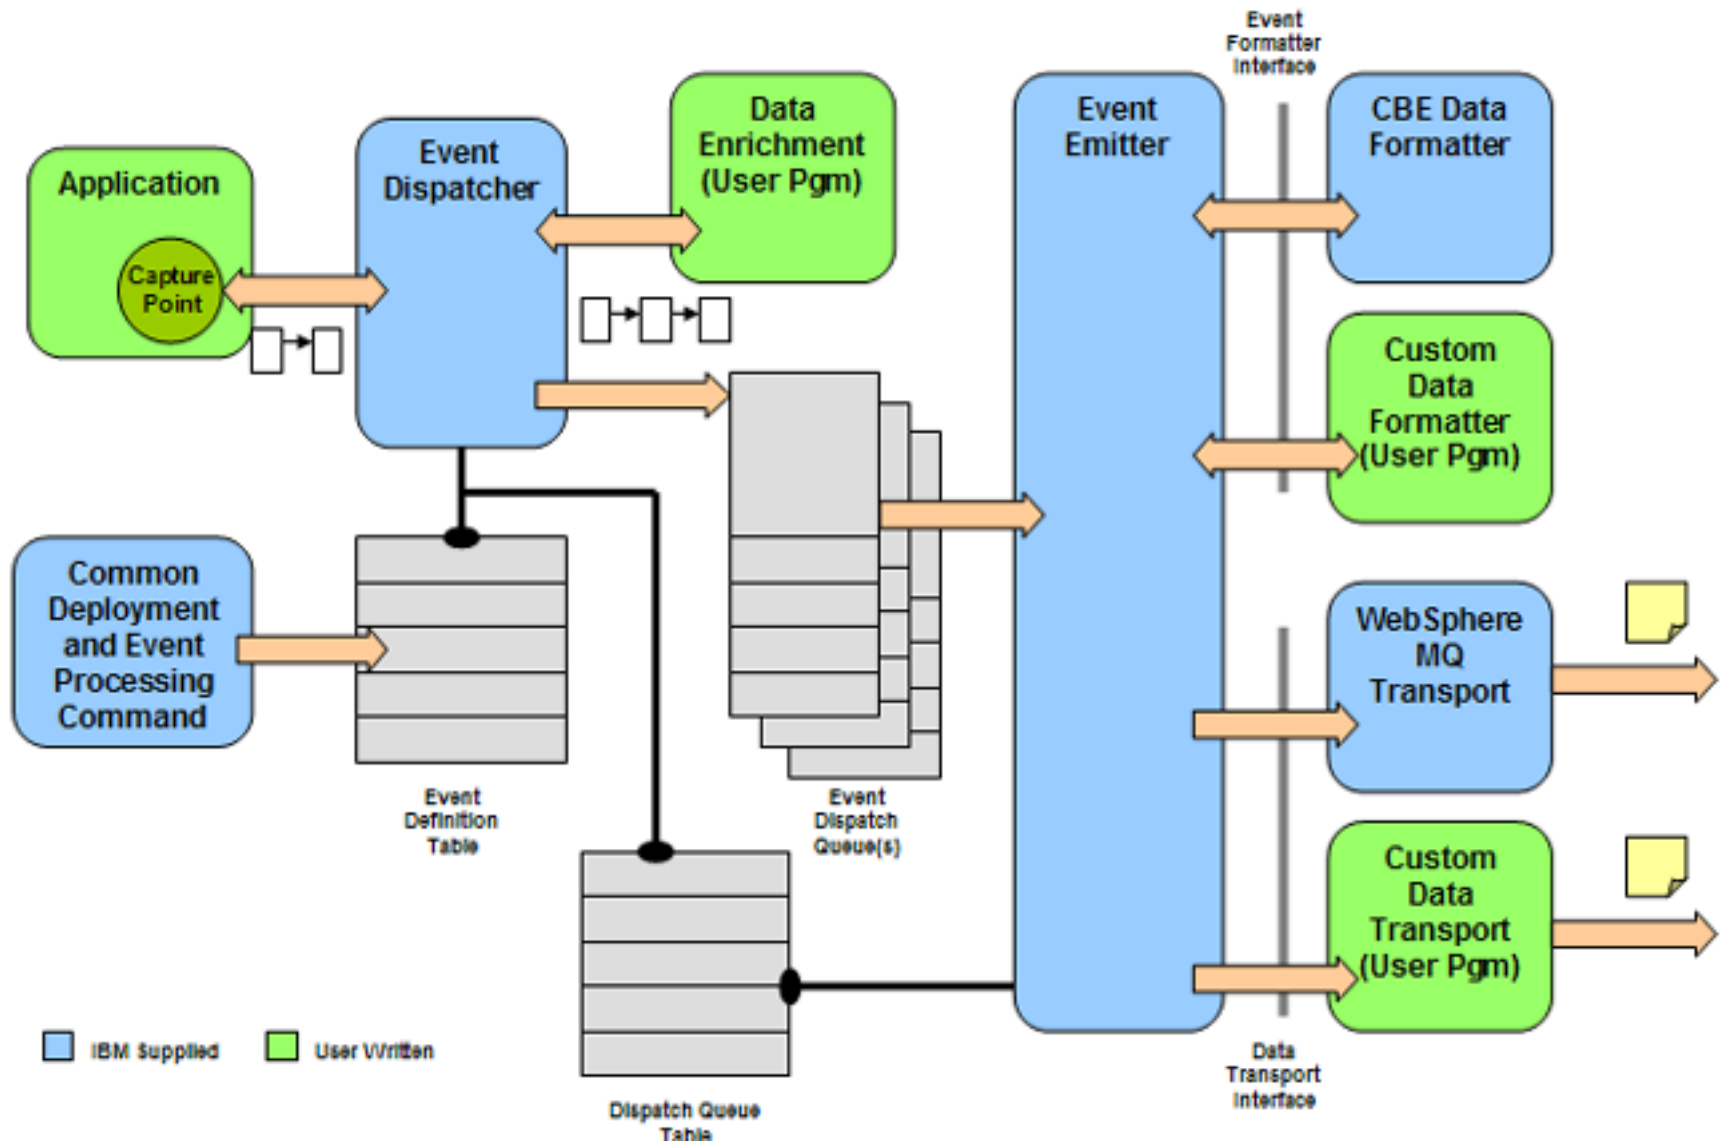 Event
Formatter
Interface
Application
Capture
Point
Event
Dispatcher
Data
Enrichment
(User Pgm)
Event
Emitter
CBE Data
Formatter
Custom
Data
Formatter
(User Pgm)
Common
Deployment
and Event
Processing
Command
WebSphere
MQ
Transport
Event
Definition
Table
Event
Dispatch
Queue(s)
Custom
Data
Transport
(User Pgm)
IBM Supplied
User Written
Data
Transport
Interface
Dispatch Queue
Table